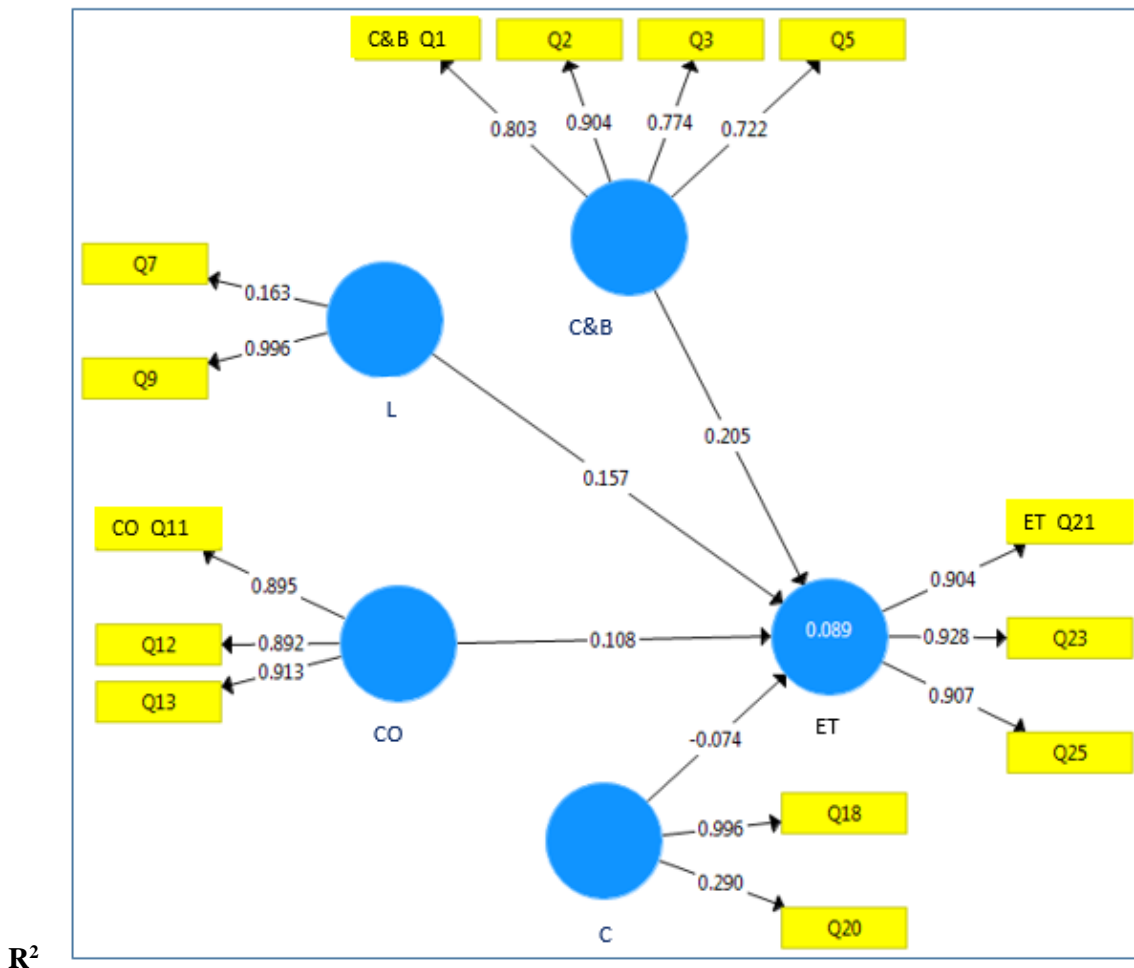 C&B Q1
Q2
Q3
Q5
0.803
0.904
0.774
0.722
C&B
Q7
0.163
0.996
Q9
L
0.205
0.157
CO Q11
0.895
Q12
0.892
0.913
Q13
CO
0.108
0.089
ET
ET Q21
0.904
0.928
Q23
0.907
Q25
-0.074
0.996
Q18
0.290
Q20
C
R²